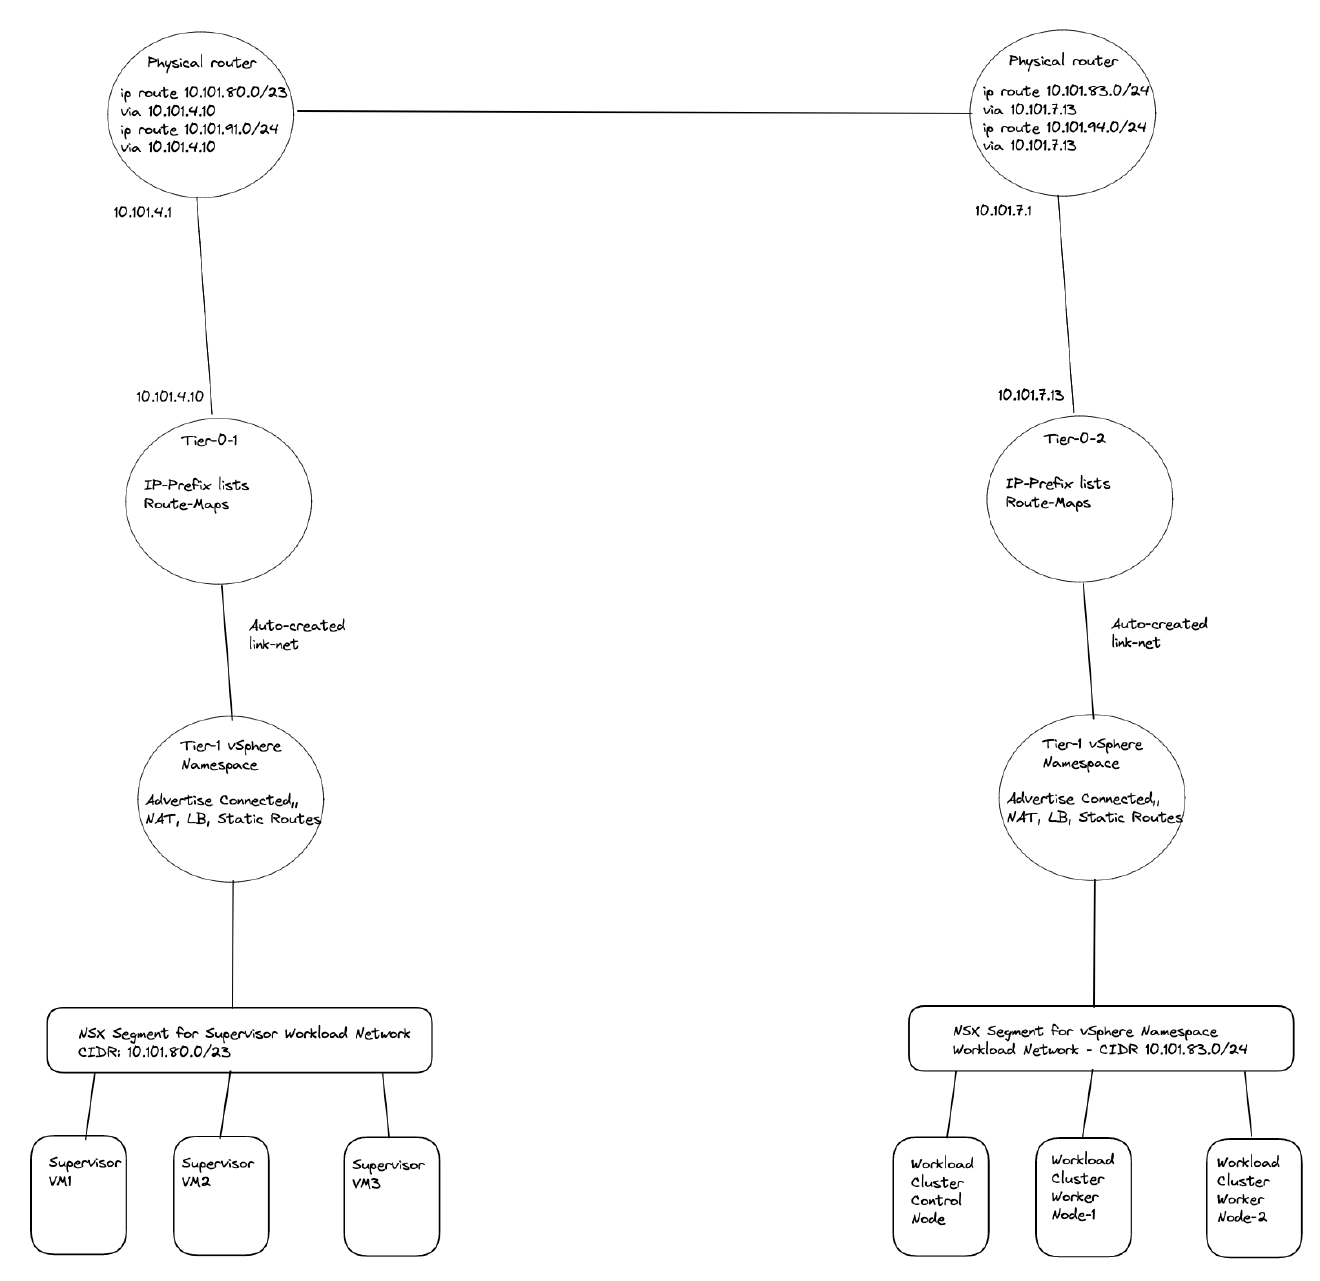 Physical router
ip route 10.101.80.0/23
via 10.101.4.10
ip route 10.101.91.0/24
via 10.101.4.10
10.101.4.1
10.101.4.10
Tier-0-1
IP-Prefix lists
Route-Maps
Auto-created
link-net
Tier-1 vSphere
Namespace
Advertise Connected,,
NAT, LB, Static Routes
NSX Segment for Supervisor Workload Network
CIDR: 10.101.80.0/23
Supervisor
VM1
Supervisor
VM2
Supervisor
VM3
Physical router
ip route 10.101.83.0/24
via 10.101.7.13
ip route 10.101.94.0/24
via 10.101.7.13
10.101.7.1
10.101.7.13
Tier-0-2
IP-Prefix lists
Route-Maps
Auto-created
link-net
Tier-1 vSphere
Namespace
Advertise Connected,,
NAT, LB, Static Routes
NSX Segment for vSphere Namespace
Workload Network - CIDR 10.101.83.0/24
Workload
Cluster
Control
Node
Workload
Cluster
Worker
Node-1
Workload
Cluster
Worker
Node-2